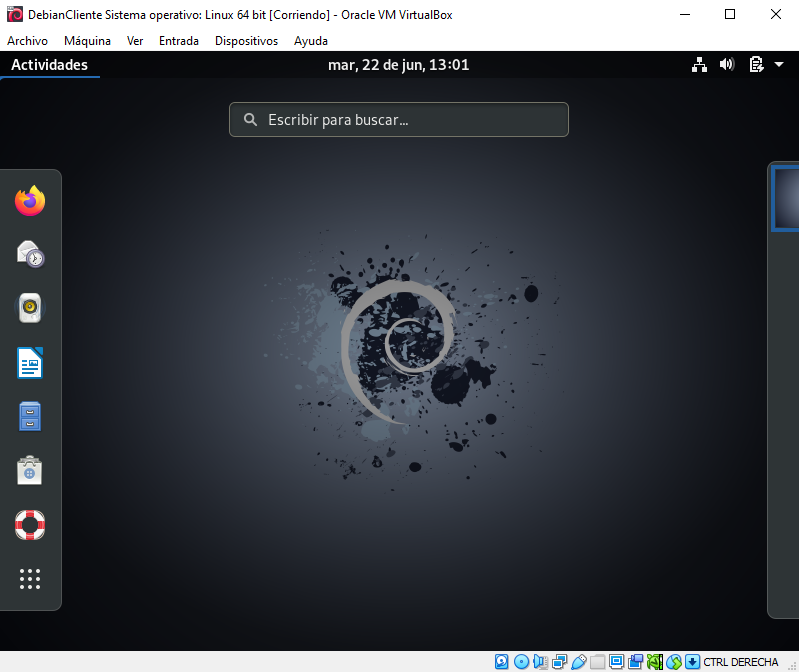 DebianCliente Sistema operativo: Linux 64 bit [Corriendo] - Oracle VM VirtualBox
Archivo Máquina Ver Entrada Dispositivos Ayuda
Actividades mar, 22 de jun, 13:01
Escribir para buscar...
CTRL DERECHA